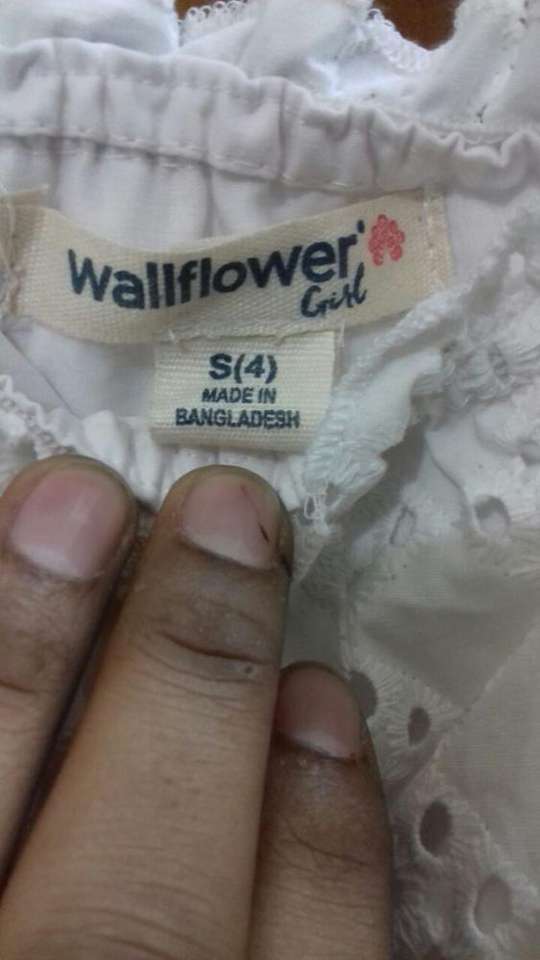 Wallflower
Girl
S(4)
MADE IN
BANGLADESH